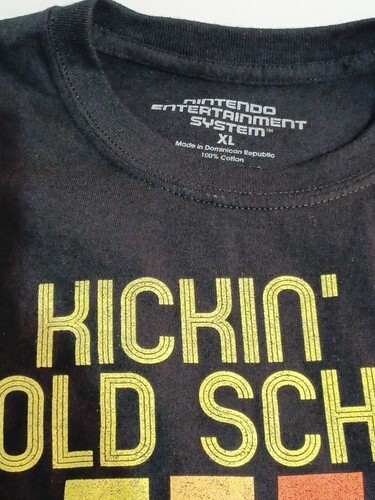 NINTENDO
ENTERTAINMENT
SYSTEM™
XL
Made in Dominican Republic
100% Cotton
KICKIN'
OLD SCH